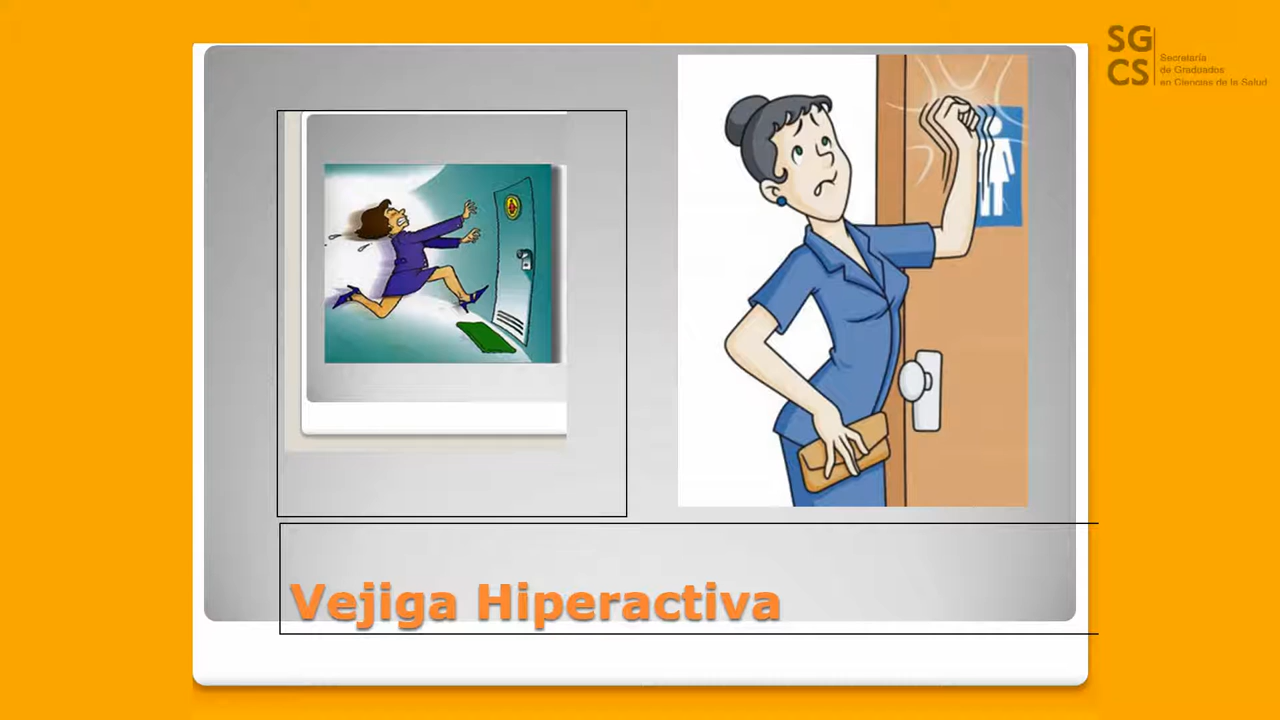 SG
CS
Secretaría
de Graduados
en Ciencias de la Salud
Vejiga Hiperactiva